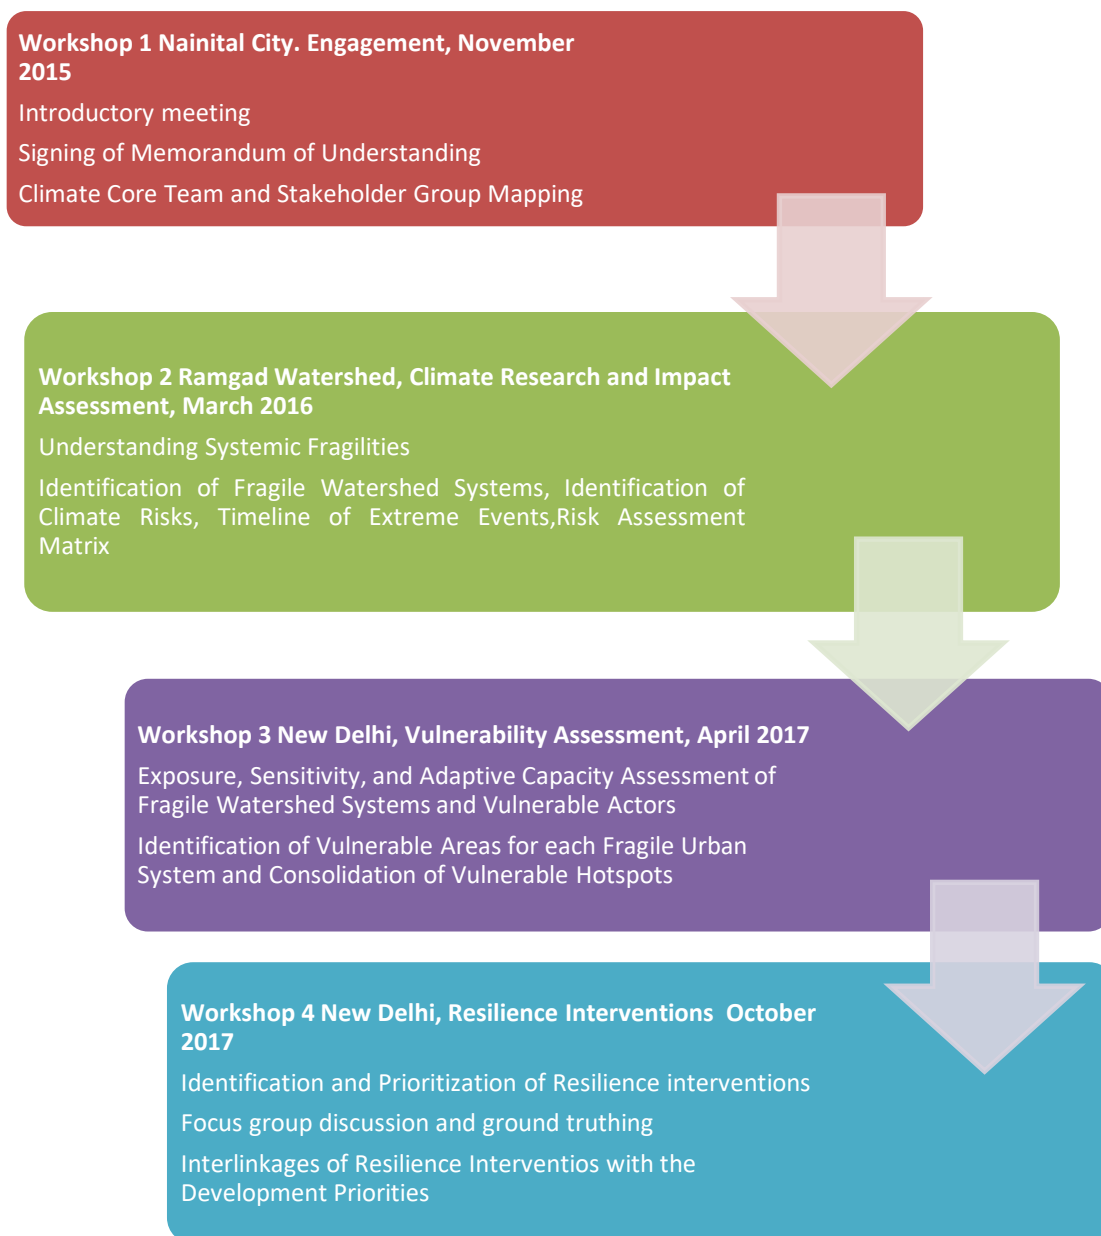 Workshop 1 Nainital City. Engagement, November
2015
Introductory meeting
Signing of Memorandum of Understanding
Climate Core Team and Stakeholder Group Mapping
Workshop 2 Ramgad Watershed, Climate Research and Impact
Assessment, March 2016
Understanding Systemic Fragilities
Identification of Fragile Watershed Systems, Identification of
Climate Risks, Timeline of Extreme Events,Risk Assessment
Matrix
Workshop 3 New Delhi, Vulnerability Assessment, April 2017
Exposure, Sensitivity, and Adaptive Capacity Assessment of
Fragile Watershed Systems and Vulnerable Actors
Identification of Vulnerable Areas for each Fragile Urban
System and Consolidation of Vulnerable Hotspots
Workshop 4 New Delhi, Resilience Interventions  October
2017
Identification and Prioritization of Resilience interventions
Focus group discussion and ground truthing
Interlinkages of Resilience Interventios with the
Development Priorities